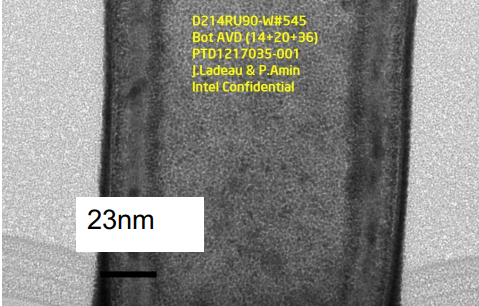 D214RU90-W#545
Bot AVD (14+20+36)
PTD1217035-001
J.Ladeau & P.Amin
Intel Confidential
23nm